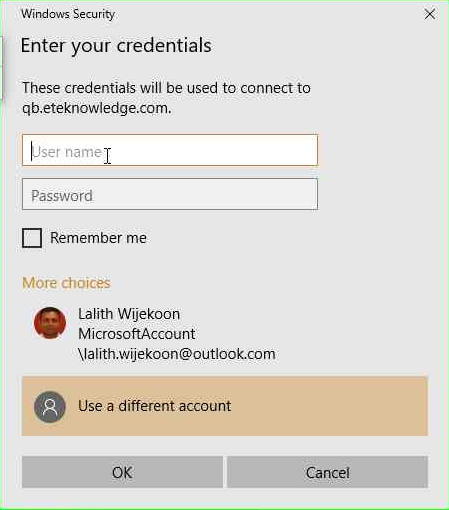 Windows Security
Enter your credentials
These credentials will be used to connect to
qb.eteknowledge.com.
User name
Password
Remember me
More choices
Lalith Wijekoon
MicrosoftAccount
\lalith.wijekoon@outlook.com
Use a different account
OK
Cancel